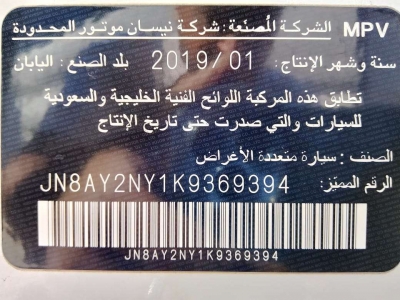 MPV الشركة المُصنّعة : شركة نيسان موتور المحدودة
سنة وشهر الإنتاج : 2019/01 بلد الصنع : اليابان
تطابق هذه المركبة اللوائح الفنية الخليجية والسعودية
للسيارات والتي صدرت حتى تاريخ الإنتاج
الصنف : سيارة متعددة الأغراض
الرقم المميّز: JN8AY2NY1K9369394
JN8AY2NY1K9369394